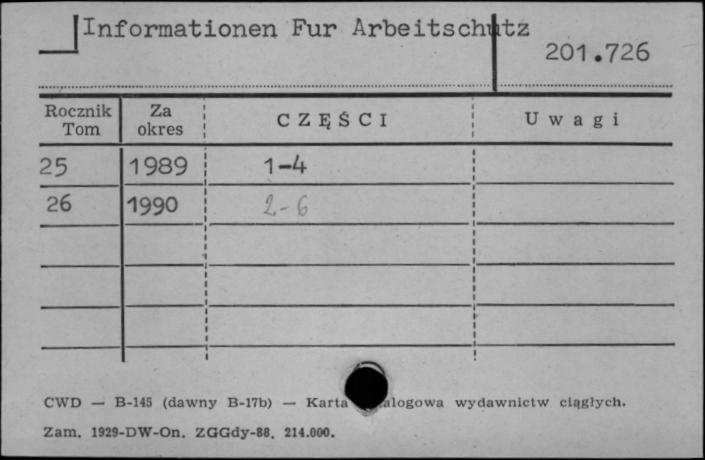 Informationen Fur Arbeitschutz
201.726
Rocznik Tom
Za okres
CZĘŚCI
Uwagi
25 1989 1-4
26 1990 2-6
CWD — B-145 (dawny B-17b) — Karta alogowa wydawnictw ciągłych.
Zam. 1929-DW-On. ZGGdy-88. 214.000.